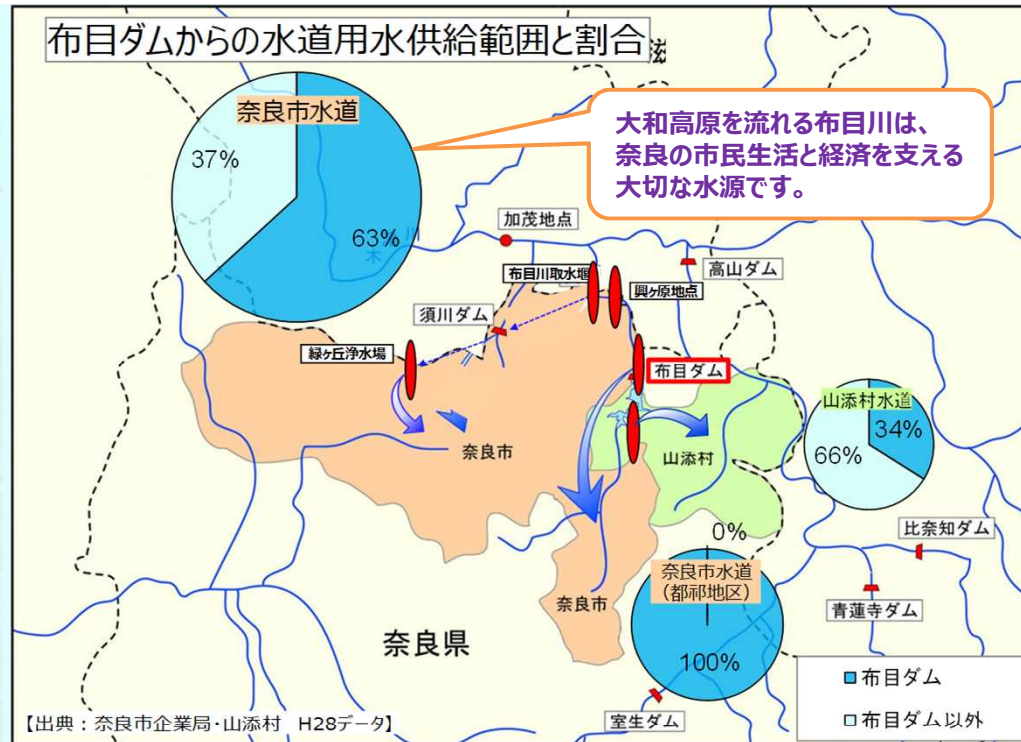 布目ダムからの水道用水供給範囲と割合
滋
奈良市水道
37%
63%
大和高原を流れる布目川は、
奈良の市民生活と経済を支える
大切な水源です。
木
川
加茂地点
布目川取水堰
興ヶ原地点
高山ダム
須川ダム
緑ヶ丘浄水場
布目ダム
奈良市
山添村
山添村水道
34%
66%
0%
奈良市水道
(都祁地区)
100%
比奈知ダム
青蓮寺ダム
奈良市
奈良県
室生ダム
布目ダム
布目ダム以外
【出典：奈良市企業局・山添村 H28データ】